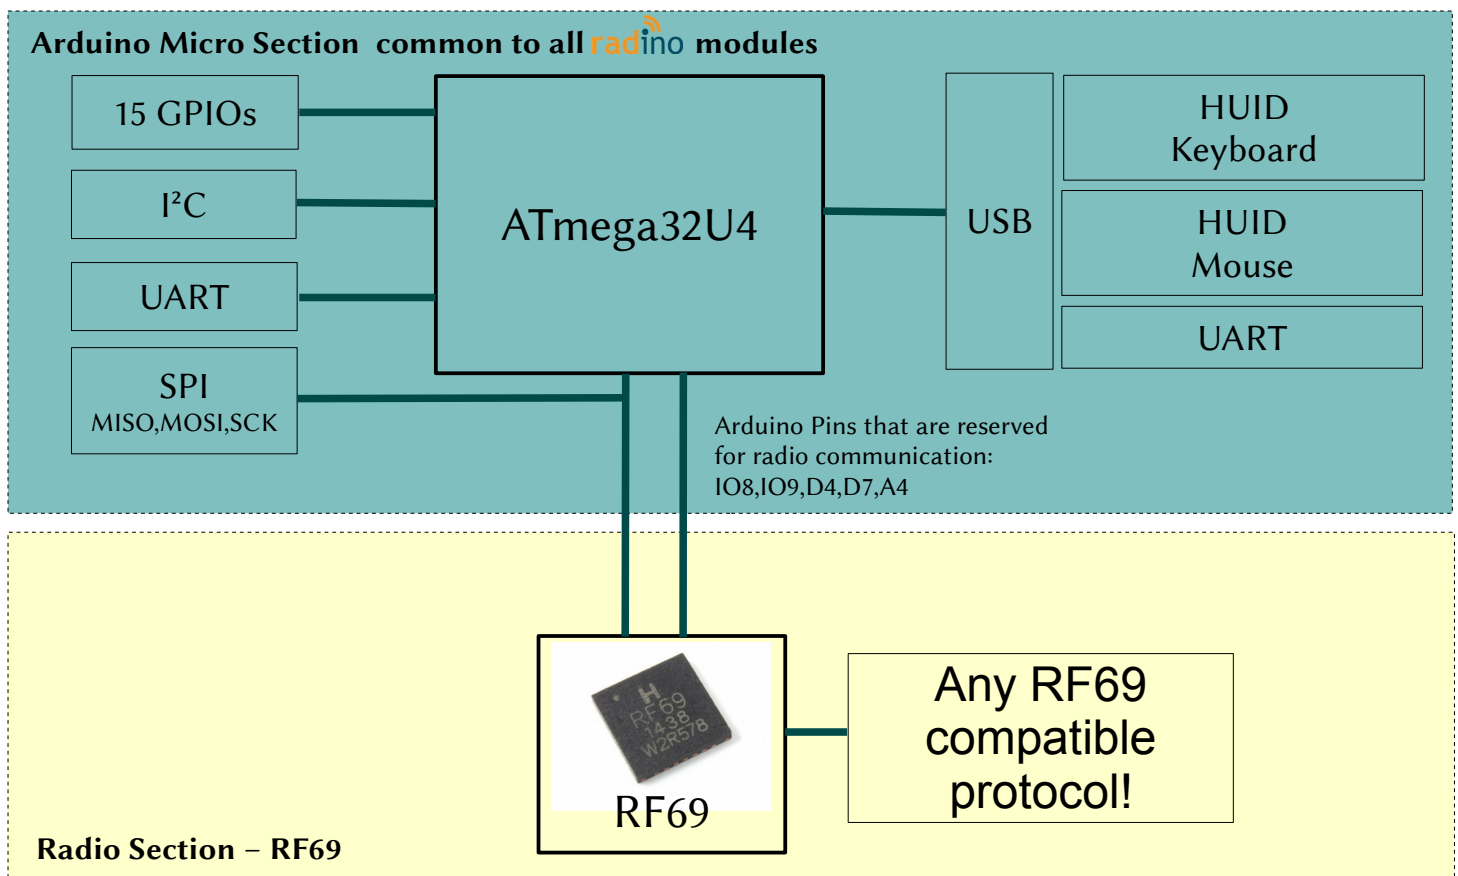 Arduino Micro Section common to all radino modules
15 GPIOs
I²C
UART
SPI
MISO,MOSI,SCK
ATmega32U4
USB
HUID
Keyboard
HUID
Mouse
UART
Arduino Pins that are reserved
for radio communication:
IO8,IO9,D4,D7,A4
H
RF69
1438
W2R578
RF69
Any RF69
compatible
protocol!
Radio Section – RF69